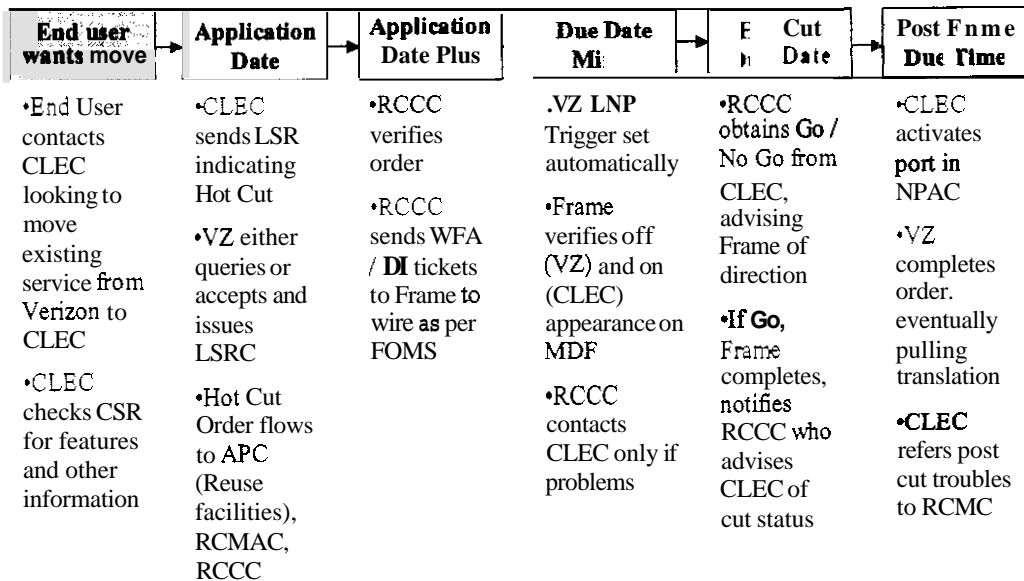 End user
wants move
•End User
contacts
CLEC
looking to
move
existing
service from
Verizon to
CLEC
•CLEC
checks CSR
for features
and other
information
Application
Date
•CLEC
sends LSR
indicating
Hot Cut
•VZ either
queries or
accepts and
issues
LSRC
•Hot Cut
Order flows
to APC
(Reuse
facilities),
RCMAC,
RCCC
Application
Date Plus
•RCCC
verifies
order
•RCCC
sends WFA
/ DI tickets
to Frame to
wire as per
FOMS
Due Date
Mi
.VZ LNP
Trigger set
automatically
•Frame
verifies off
(VZ) and on
(CLEC)
appearance on
MDF
•RCCC
contacts
CLEC only if
problems
Cut
Date
•RCCC
obtains Go /
No Go from
CLEC,
advising
Frame of
direction
•If Go,
Frame
completes,
notifies
RCCC who
advises
CLEC of
cut status
Post Fnme
Due Time
•CLEC
activates
port in
NPAC
•VZ
completes
order.
eventually
pulling
translation
•CLEC
refers post
cut troubles
to RCMC